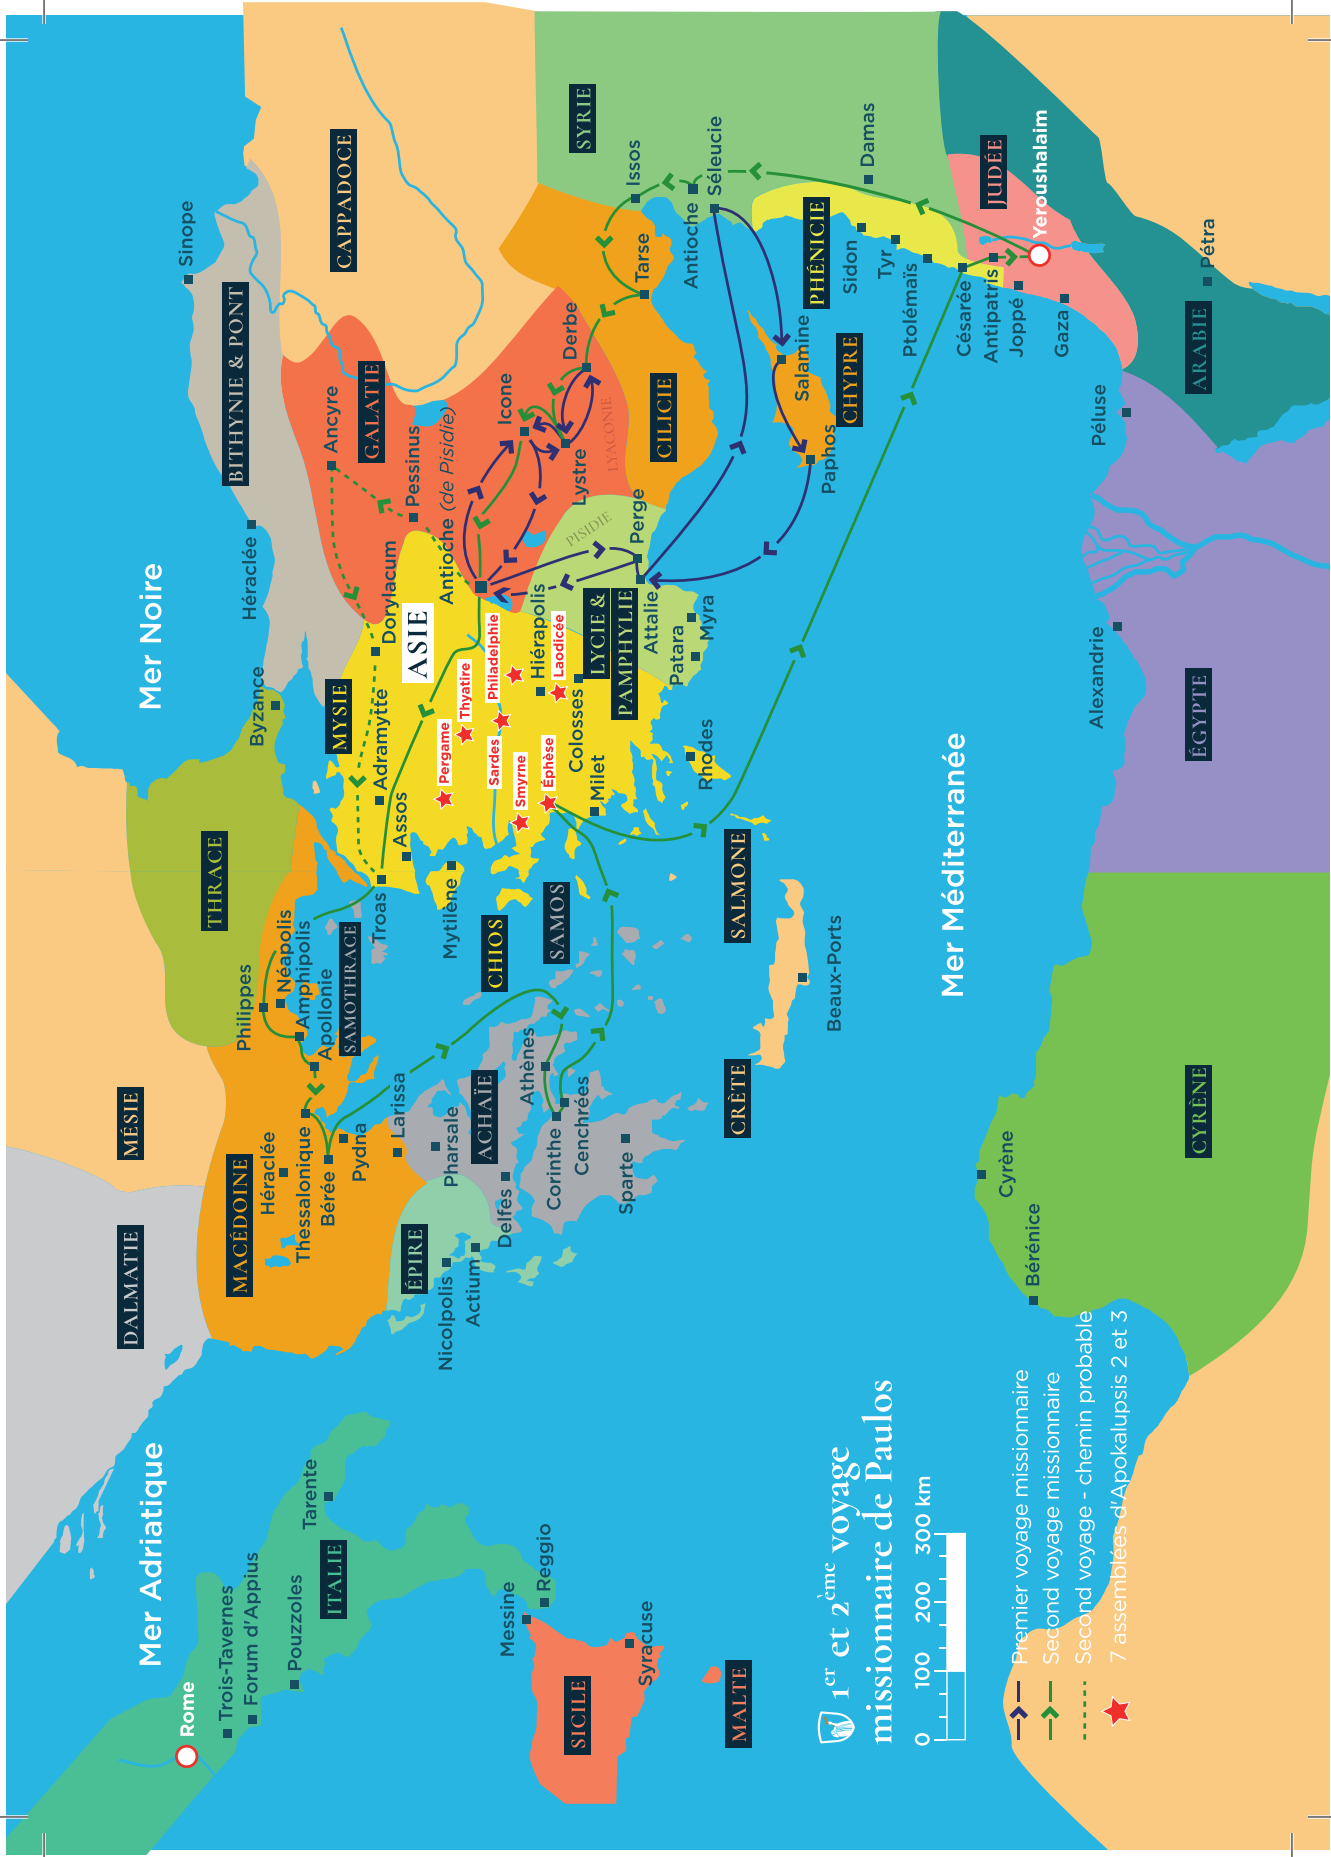 Mer Adriatique
Mer Noire
Mer Méditerranée
DALMATIE
MÉSIE
THRACE
MACÉDOINE
BITHYNIE & PONT
CAPPADOCE
GALATIE
MYSIE
ASIE
ITALIE
ÉPIRE
ACHAÏE
SAMOTHRACE
CHIOS
SAMOS
LYCIE &
PAMPHYLIE
PISIDIE
LYACONIE
CILICIE
SYRIE
PHÉNICIE
CHYPRE
JUDÉE
ARABIE
ÉGYPTE
CYRÈNE
CRÈTE
SALMONE
SICILE
MALTE
Rome
Trois-Tavernes
Forum d'Appius
Pouzzoles
Tarente
Messine
Reggio
Syracuse
Héraclée
Thessalonique
Bérée
Pydna
Larissa
Pharsale
Nicolpolis
Actium
Delfes
Corinthe
Cenchrées
Athènes
Sparte
Philippes
Néapolis
Amphipolis
Apollonie
Byzance
Héraclée
Sinope
Ancyre
Pessinus
Dorylacum
Adramytte
Assos
Troas
Mytilène
Pergame
Thyatire
Sardes
Philadelphie
Smyrne
Éphèse
Hiérapolis
Laodicée
Colosses
Milet
Rhodes
Patara
Myra
Attalie
Perge
Antioche (de Pisidie)
Icone
Lystre
Derbe
Tarse
Issos
Antioche
Séleucie
Salamine
Paphos
Damas
Sidon
Tyr
Ptolémaïs
Césarée
Antipatris
Joppé
Gaza
Yeroushalaim
Pétra
Péluse
Alexandrie
Beaux-Ports
Cyrène
Bérénice
1er et 2ème voyage
missionnaire de Paulos
0 100 200 300 km
Premier voyage missionnaire
Second voyage missionnaire
Second voyage - chemin probable
7 assemblées d'Apokalupsis 2 et 3